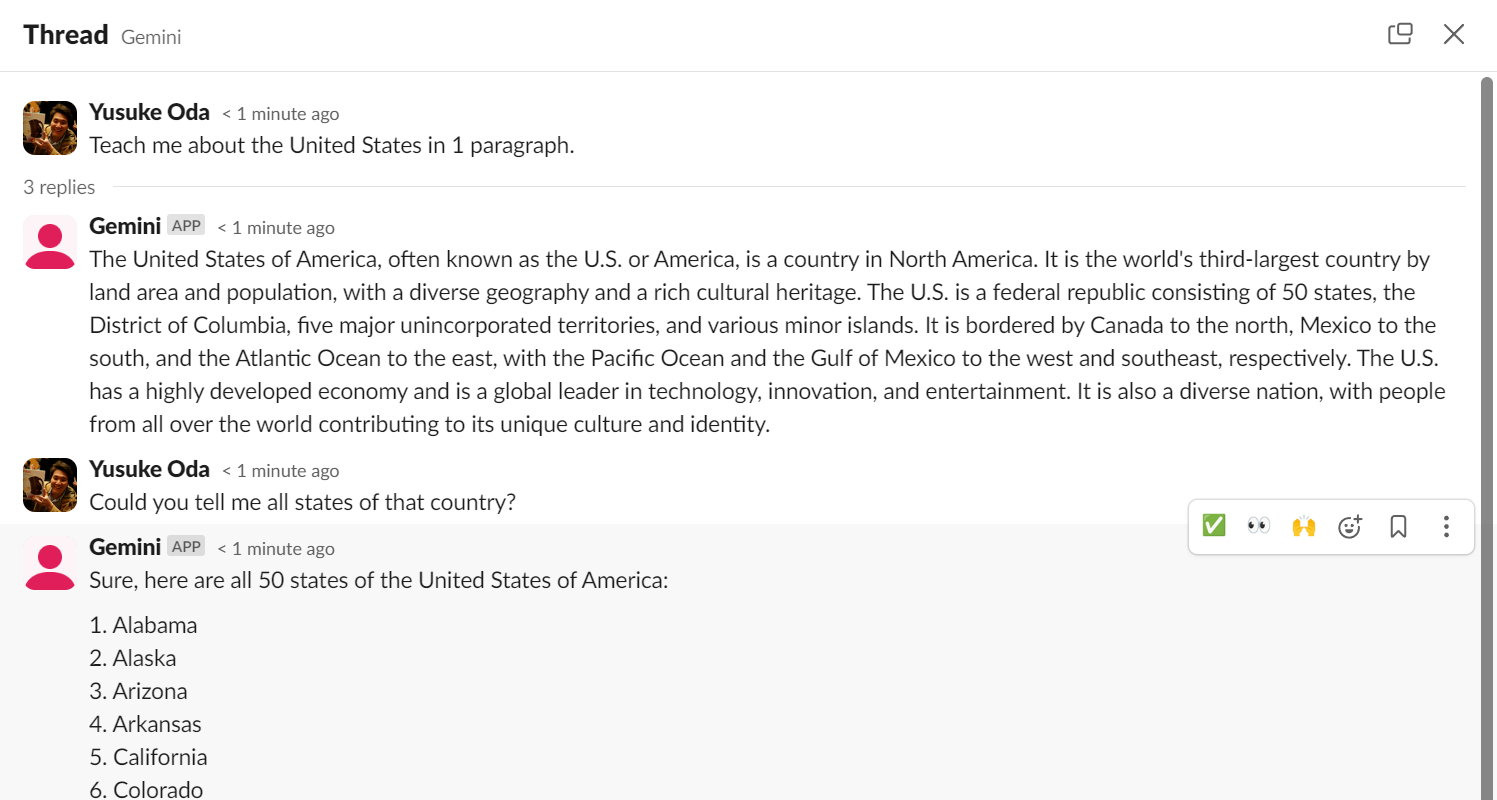 Thread Gemini
Yusuke Oda < 1 minute ago
Teach me about the United States in 1 paragraph.
3 replies
Gemini APP < 1 minute ago
The United States of America, often known as the U.S. or America, is a country in North America. It is the world's third-largest country by
land area and population, with a diverse geography and a rich cultural heritage. The U.S. is a federal republic consisting of 50 states, the
District of Columbia, five major unincorporated territories, and various minor islands. It is bordered by Canada to the north, Mexico to the
south, and the Atlantic Ocean to the east, with the Pacific Ocean and the Gulf of Mexico to the west and southeast, respectively. The U.S.
has a highly developed economy and is a global leader in technology, innovation, and entertainment. It is also a diverse nation, with people
from all over the world contributing to its unique culture and identity.
Yusuke Oda < 1 minute ago
Could you tell me all states of that country?
Gemini APP < 1 minute ago
Sure, here are all 50 states of the United States of America:
1. Alabama
2. Alaska
3. Arizona
4. Arkansas
5. California
6. Colorado